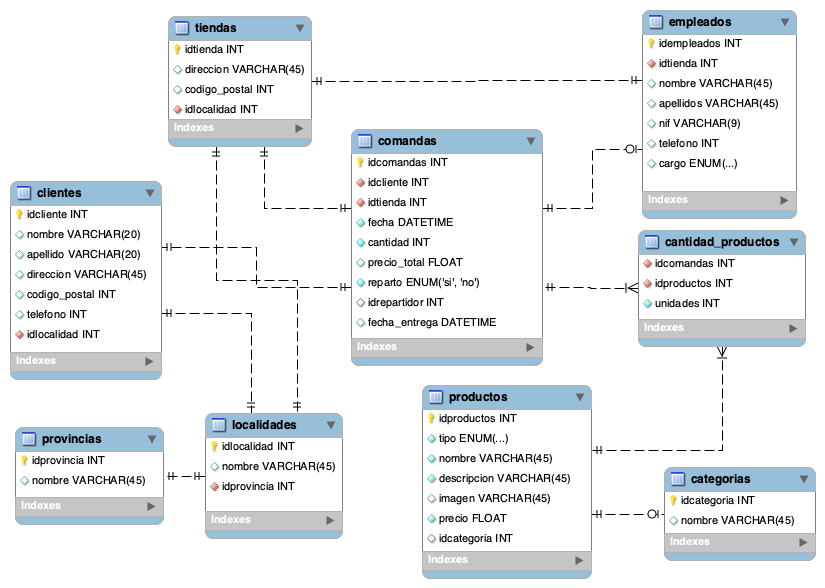 tiendas
idtienda INT
direccion VARCHAR(45)
codigo_postal INT
idlocalidad INT
Indexes
empleados
idempleados INT
idtienda INT
nombre VARCHAR(45)
apellidos VARCHAR(45)
nif VARCHAR(9)
telefono INT
cargo ENUM(...)
Indexes
comandas
idcomandas INT
idcliente INT
idtienda INT
fecha DATETIME
cantidad INT
precio_total FLOAT
reparto ENUM('si', 'no')
idrepartidor INT
fecha_entrega DATETIME
Indexes
clientes
idcliente INT
nombre VARCHAR(20)
apellido VARCHAR(20)
direccion VARCHAR(45)
codigo_postal INT
telefono INT
idlocalidad INT
Indexes
cantidad_productos
idcomandas INT
idproductos INT
unidades INT
Indexes
provincias
idprovincia INT
nombre VARCHAR(45)
Indexes
localidades
idlocalidad INT
nombre VARCHAR(45)
idprovincia INT
Indexes
productos
idproductos INT
tipo ENUM(...)
nombre VARCHAR(45)
descripcion VARCHAR(45)
imagen VARCHAR(45)
precio FLOAT
idcategoria INT
Indexes
categorias
idcategoria INT
nombre VARCHAR(45)
Indexes